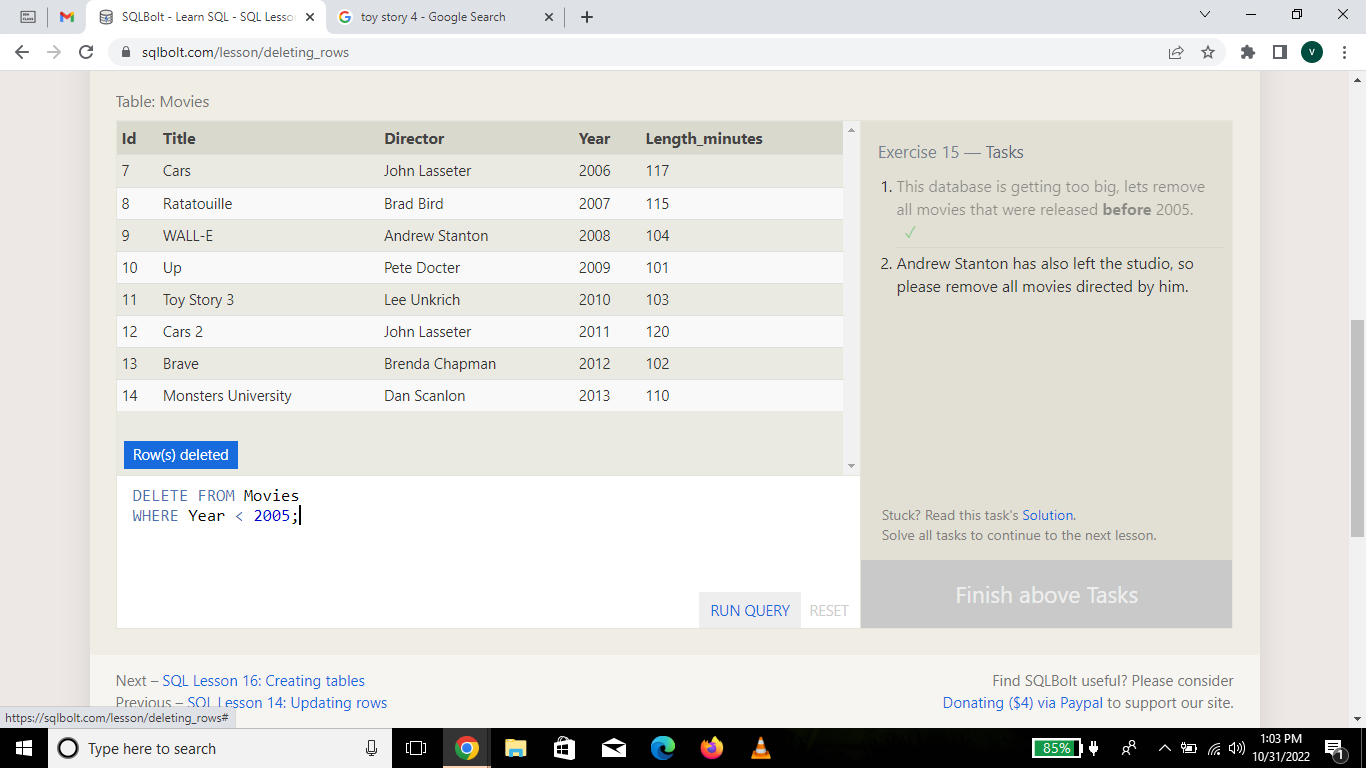 SQLBolt - Learn SQL - SQL Lesso
toy story 4 - Google Search
sqlbolt.com/lesson/deleting_rows
V
Table: Movies
Id Title Director Year Length_minutes
7 Cars John Lasseter 2006 117
8 Ratatouille Brad Bird 2007 115
9 WALL-E Andrew Stanton 2008 104
10 Up Pete Docter 2009 101
11 Toy Story 3 Lee Unkrich 2010 103
12 Cars 2 John Lasseter 2011 120
13 Brave Brenda Chapman 2012 102
14 Monsters University Dan Scanlon 2013 110
Row(s) deleted
DELETE FROM Movies
WHERE Year < 2005;
RUN QUERY RESET
Exercise 15 — Tasks
1. This database is getting too big, lets remove
all movies that were released before 2005.
✓
2. Andrew Stanton has also left the studio, so
please remove all movies directed by him.
Stuck? Read this task's Solution.
Solve all tasks to continue to the next lesson.
Finish above Tasks
Next – SQL Lesson 16: Creating tables
Previous – SQL Lesson 14: Updating rows
Find SQLBolt useful? Please consider
Donating ($4) via Paypal to support our site.
https://sqlbolt.com/lesson/deleting_rows#
Type here to search
85%
1:03 PM
10/31/2022
1